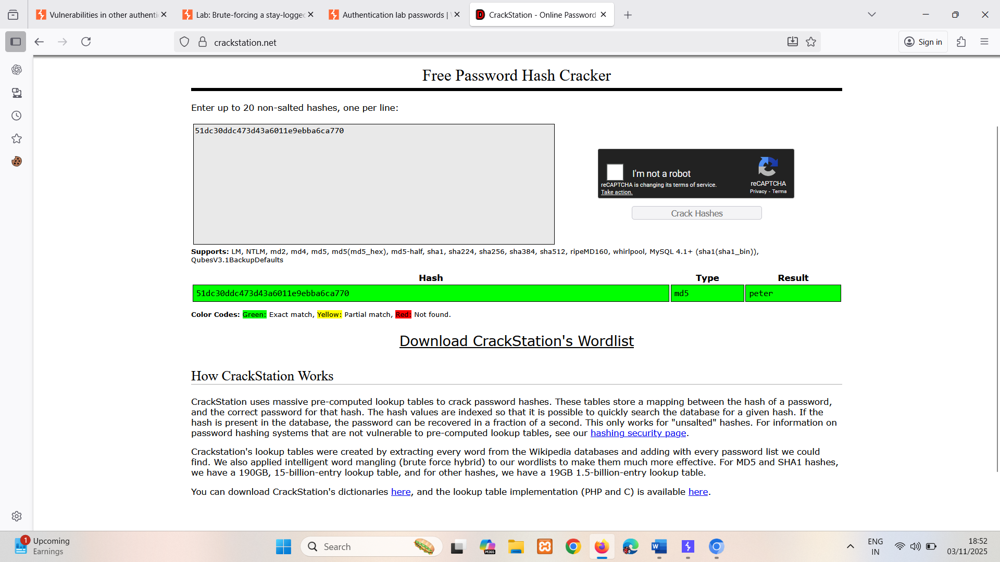 Vulnerabilities in other authenti
Lab: Brute-forcing a stay-logged
Authentication lab passwords |
CrackStation - Online Password
crackstation.net
Sign in
Free Password Hash Cracker
Enter up to 20 non-salted hashes, one per line:
51dc30ddc473d43a6011e9ebba6ca770
I'm not a robot
reCAPTCHA is changing its terms of service.
Take action.
reCAPTCHA
Privacy - Terms
Crack Hashes
Supports: LM, NTLM, md2, md4, md5, md5(md5_hex), md5-half, sha1, sha224, sha256, sha384, sha512, ripeMD160, whirlpool, MySQL 4.1+ (sha1(sha1_bin)),
QubesV3.1BackupDefaults
Hash Type Result
51dc30ddc473d43a6011e9ebba6ca770 md5 peter
Color Codes: Green: Exact match, Yellow: Partial match, Red: Not found.
Download CrackStation's Wordlist
How CrackStation Works
CrackStation uses massive pre-computed lookup tables to crack password hashes. These tables store a mapping between the hash of a password,
and the correct password for that hash. The hash values are indexed so that it is possible to quickly search the database for a given hash. If the
hash is present in the database, the password can be recovered in a fraction of a second. This only works for "unsalted" hashes. For information on
password hashing systems that are not vulnerable to pre-computed lookup tables, see our hashing security page.
Crackstation's lookup tables were created by extracting every word from the Wikipedia databases and adding with every password list we could
find. We also applied intelligent word mangling (brute force hybrid) to our wordlists to make them much more effective. For MD5 and SHA1 hashes,
we have a 190GB, 15-billion-entry lookup table, and for other hashes, we have a 19GB 1.5-billion-entry lookup table.
You can download CrackStation's dictionaries here, and the lookup table implementation (PHP and C) is available here.
1
Upcoming
Earnings
Search
M365
ENG
IN
18:52
03/11/2025